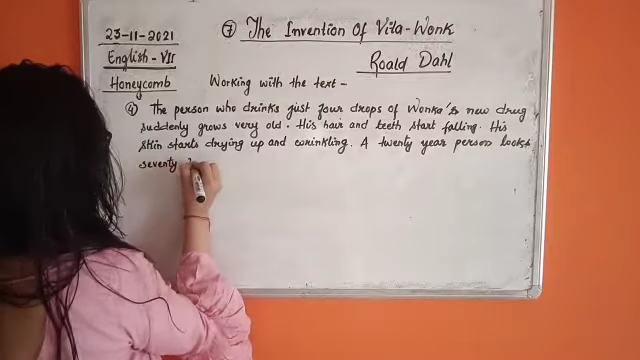 23-11-2021
⑦ The Invention Of Vita-Wonk
English - VII
Roald Dahl
Honeycomb
Working with the text -
④ The person who drinks just four drops of Wonka's new drug
suddenly grows very old. His hair and teeth start falling. His
skin starts drying up and wrinkling. A twenty year person looks
seventy